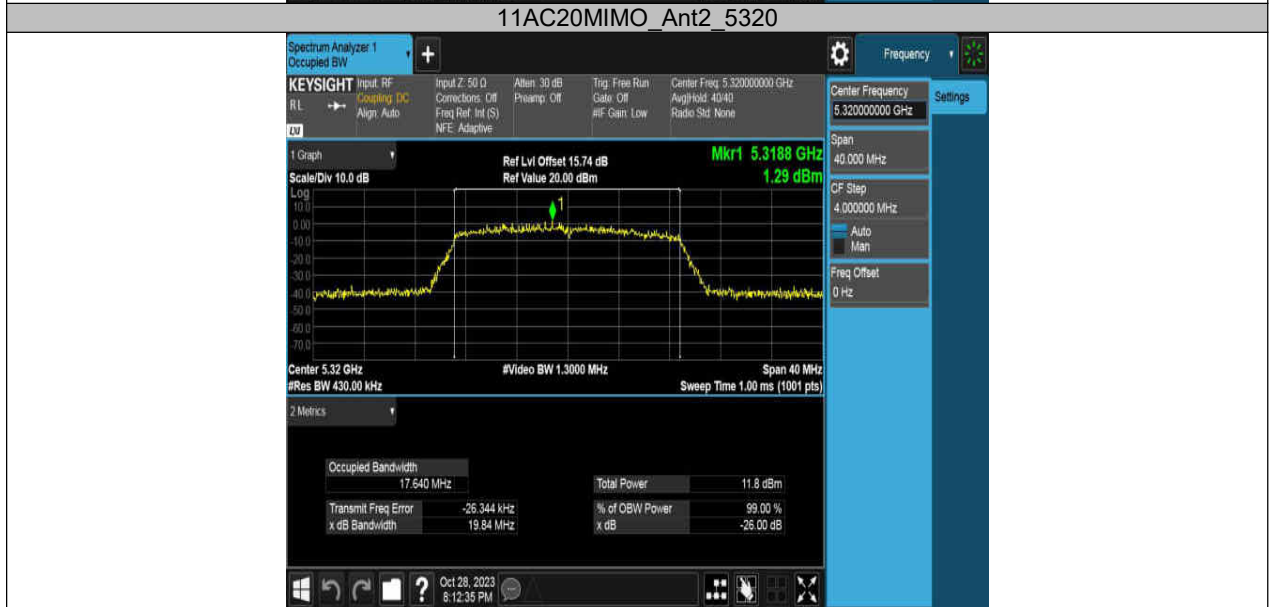 11AC20MIMO_Ant2_5320
Spectrum Analyzer 1
Occupied BW
+
Frequency
KEYSIGHT
RL
Input: RF
Coupling: DC
Align: Auto
Input Z: 50 Ω
Corrections: Off
Freq Ref: Int (S)
NFE: Adaptive
Atten: 30 dB
Preamp: Off
Trig: Free Run
Gate: Off
#IF Gain: Low
Center Freq: 5.320000000 GHz
Avg|Hold: 40/40
Radio Std: None
Center Frequency
5.320000000 GHz
Settings
Span
40.000 MHz
CF Step
4.000000 MHz
Auto
Man
Freq Offset
0 Hz
1 Graph
Scale/Div 10.0 dB
Ref Lvl Offset 15.74 dB
Ref Value 20.00 dBm
Mkr1 5.3188 GHz
1.29 dBm
Log
10.0
0.00
-10.0
-20.0
-30.0
-40.0
-50.0
-60.0
-70.0
1
Center 5.32 GHz
#Video BW 1.3000 MHz
Span 40 MHz
#Res BW 430.00 kHz
Sweep Time 1.00 ms (1001 pts)
2 Metrics
Occupied Bandwidth
17.640 MHz
Total Power 11.8 dBm
Transmit Freq Error -26.344 kHz
% of OBW Power 99.00 %
x dB Bandwidth 19.84 MHz
x dB -26.00 dB
?
Oct 28, 2023
8:12:35 PM